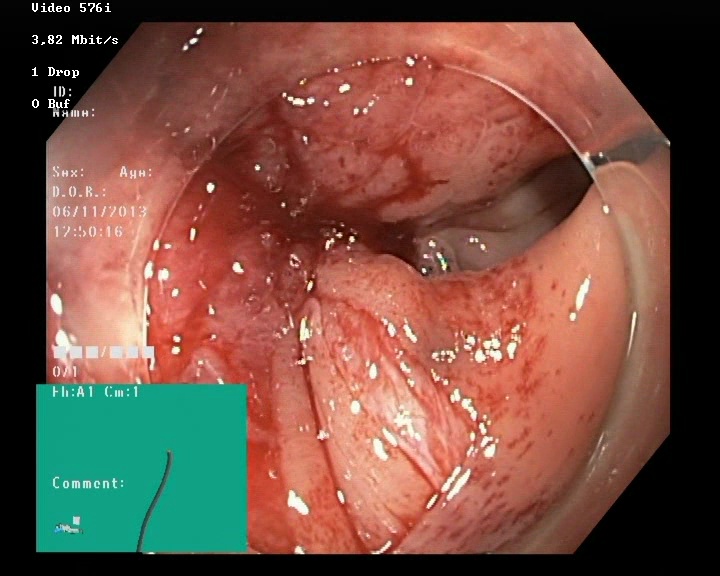 Video 576i
3,82 Mbit/s
1 Drop
ID:
0 Buf
Name:
Sex: Age:
D.O.B.:
06/11/2013
12:50:16
0/1
Eh:A1 Cm:1
Comment: